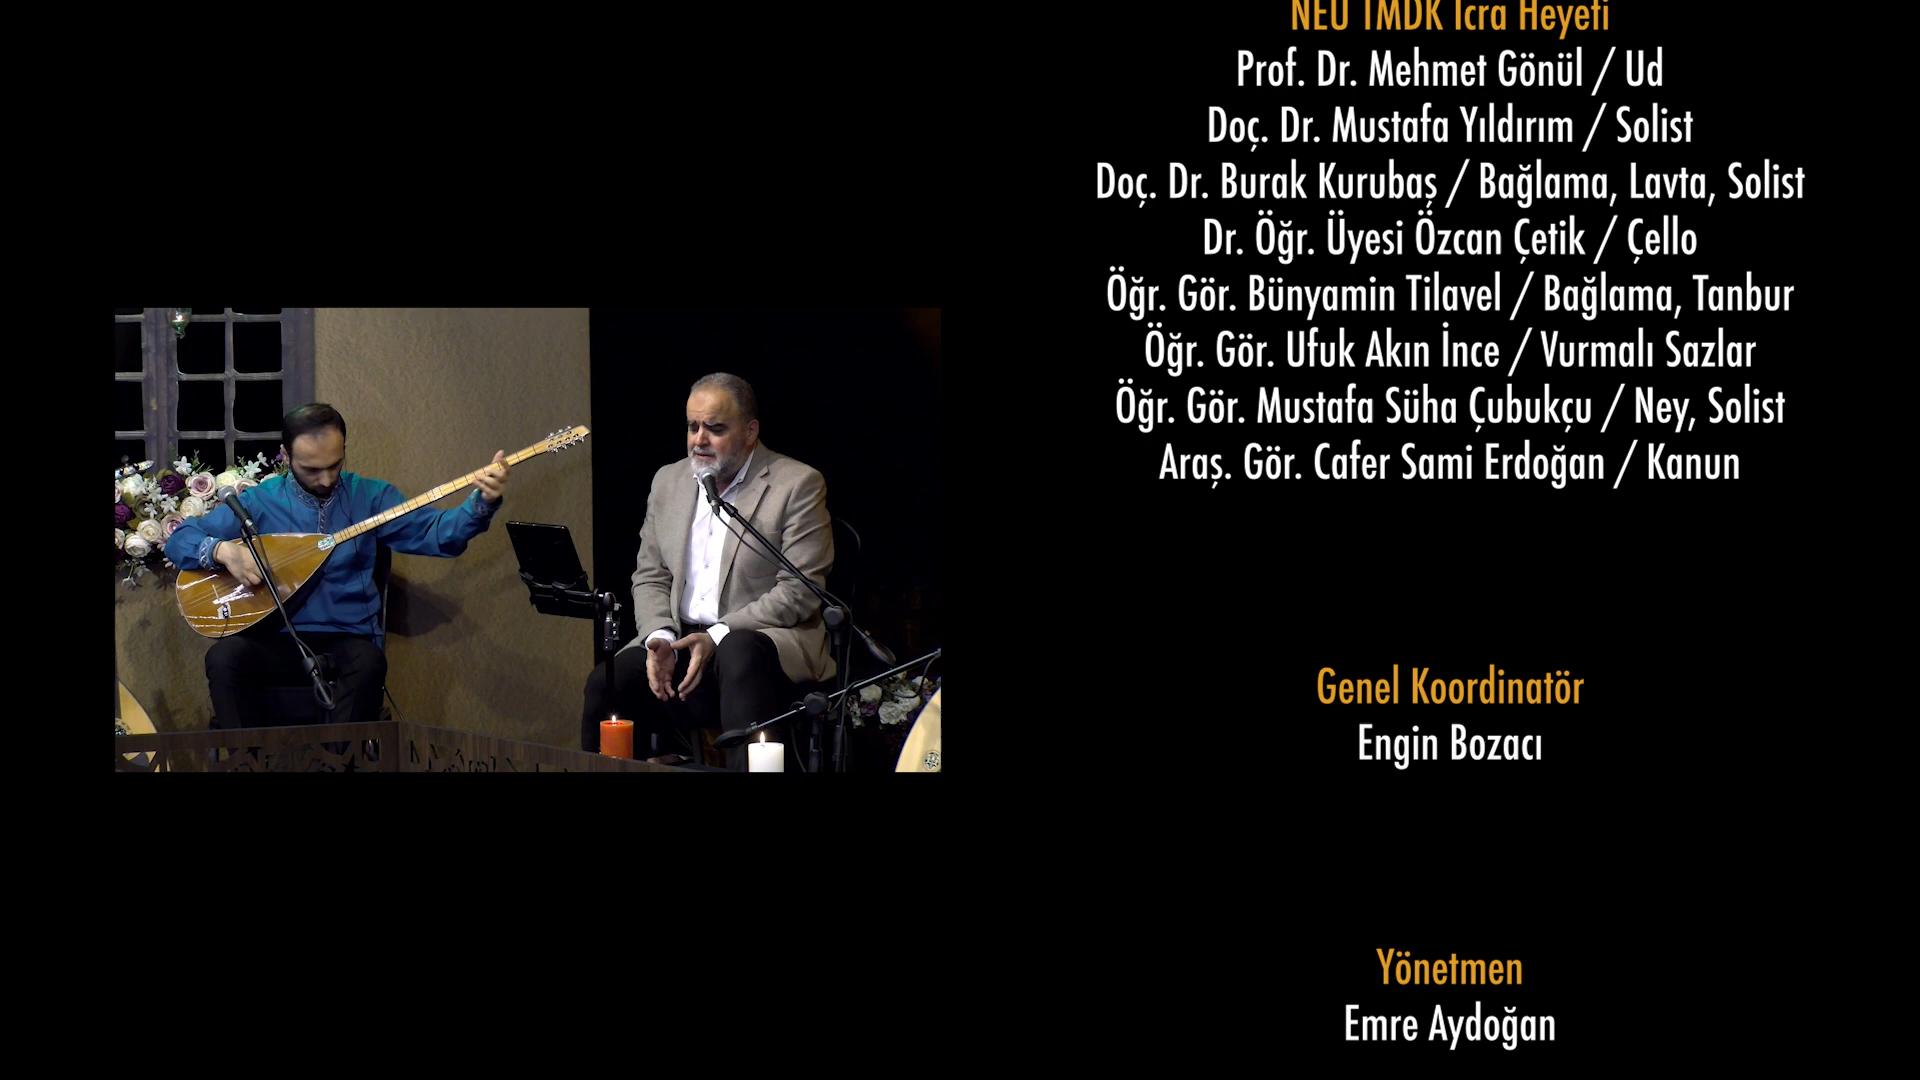 NEÜ TMDK İcra Heyeti
Prof. Dr. Mehmet Gönül / Ud
Doç. Dr. Mustafa Yıldırım / Solist
Doç. Dr. Burak Kurubaş / Bağlama, Lavta, Solist
Dr. Öğr. Üyesi Özcan Çetik / Çello
Öğr. Gör. Bünyamin Tilavel / Bağlama, Tanbur
Öğr. Gör. Ufuk Akın İnce / Vurmalı Sazlar
Öğr. Gör. Mustafa Süha Çubukçu / Ney, Solist
Araş. Gör. Cafer Sami Erdoğan / Kanun
Genel Koordinatör
Engin Bozacı
Yönetmen
Emre Aydoğan